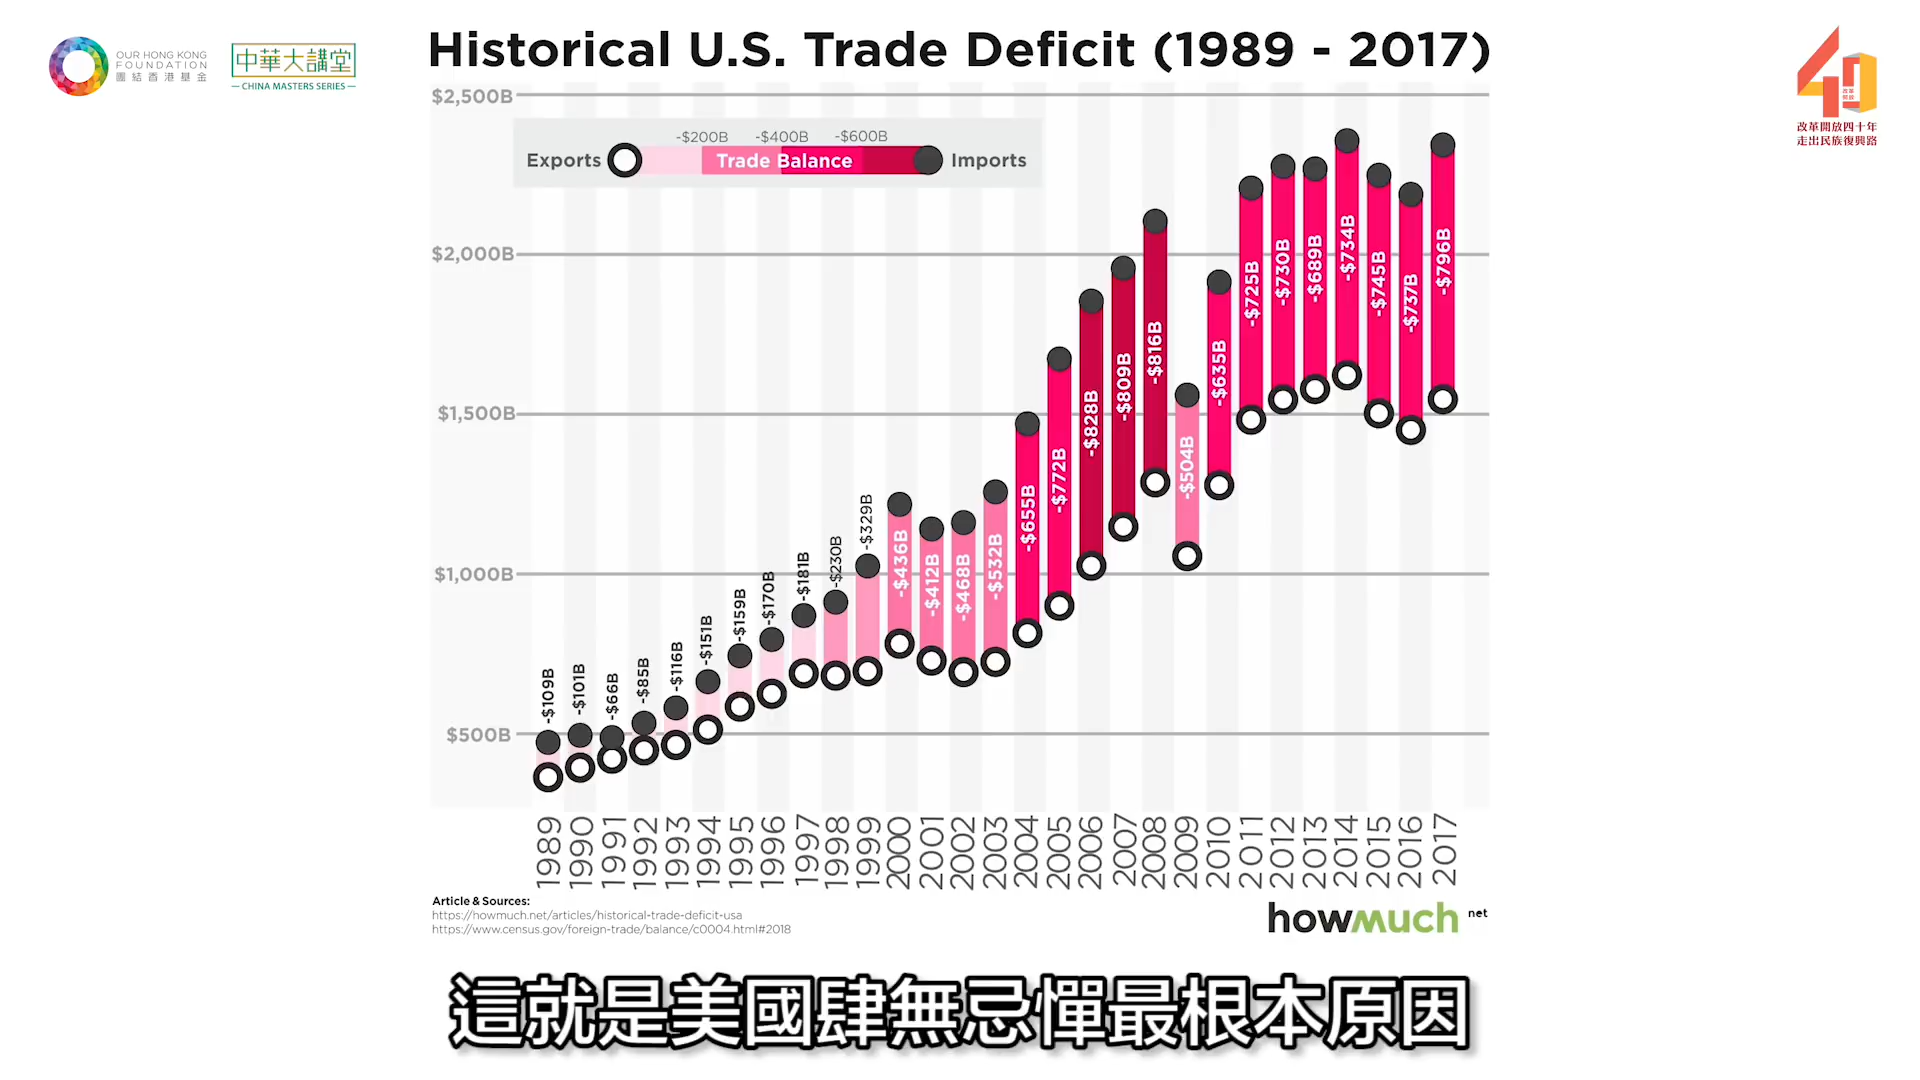 OUR HONG KONG
FOUNDATION
團結香港基金
中華大講堂
CHINA MASTERS SERIES
Historical U.S. Trade Deficit (1989 - 2017)
改革開放四十年
走出民族復興路
$2,500B
-$200B -$400B -$600B
Exports Trade Balance Imports
$2,000B
$1,500B
$1,000B
$500B
-$109B
-$101B
-$66B
-$85B
-$116B
-$151B
-$159B
-$170B
-$181B
-$230B
-$329B
-$436B
-$412B
-$468B
-$532B
-$655B
-$772B
-$828B
-$809B
-$816B
-$504B
-$635B
-$725B
-$730B
-$689B
-$734B
-$745B
-$737B
-$796B
1989
1990
1991
1992
1993
1994
1995
1996
1997
1998
1999
2000
2001
2002
2003
2004
2005
2006
2007
2008
2009
2010
2011
2012
2013
2014
2015
2016
2017
Article & Sources:
https://howmuch.net/articles/historical-trade-deficit-usa
https://www.census.gov/foreign-trade/balance/c0004.html#2018
howmuch net
這就是美國肆無忌憚最根本原因